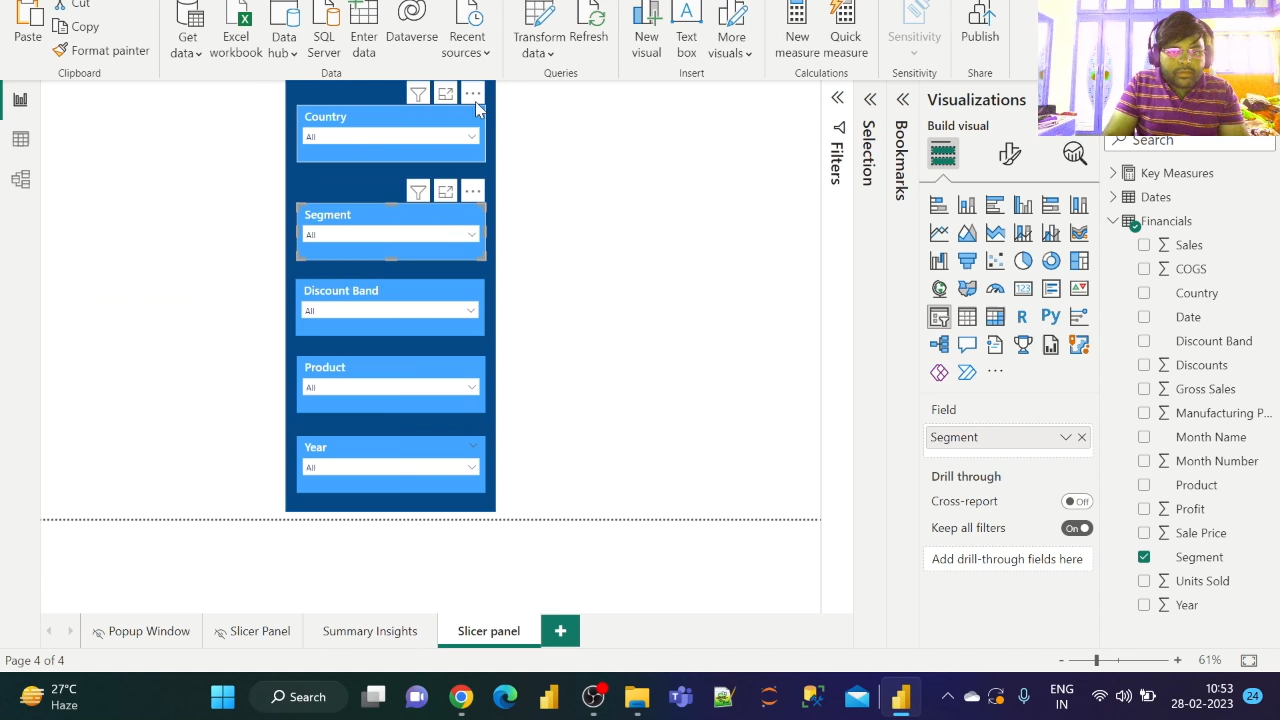 Cut
Paste
Copy
Format painter
Clipboard
Get data
Excel workbook
Data hub
SQL Server
Enter data
Dataverse
Recent sources
Data
Transform data
Refresh
Queries
New visual
Text box
More visuals
Insert
New measure
Quick measure
Calculations
Sensitivity
Sensitivity
Publish
Share
Country
All
Segment
All
Discount Band
All
Product
All
Year
All
Filters
Selection
Bookmarks
Visualizations
Build visual
123
R
Py
Field
Segment
Drill through
Cross-report
Off
Keep all filters
On
Add drill-through fields here
Search
Key Measures
Dates
Financials
Sales
COGS
Country
Date
Discount Band
Discounts
Gross Sales
Manufacturing P...
Month Name
Month Number
Product
Profit
Sale Price
Segment
Units Sold
Year
Popup Window
Slicer Panel
Summary Insights
Slicer panel
Page 4 of 4
- + 61%
27°C
Haze
Search
ENG
IN
10:53
28-02-2023
24